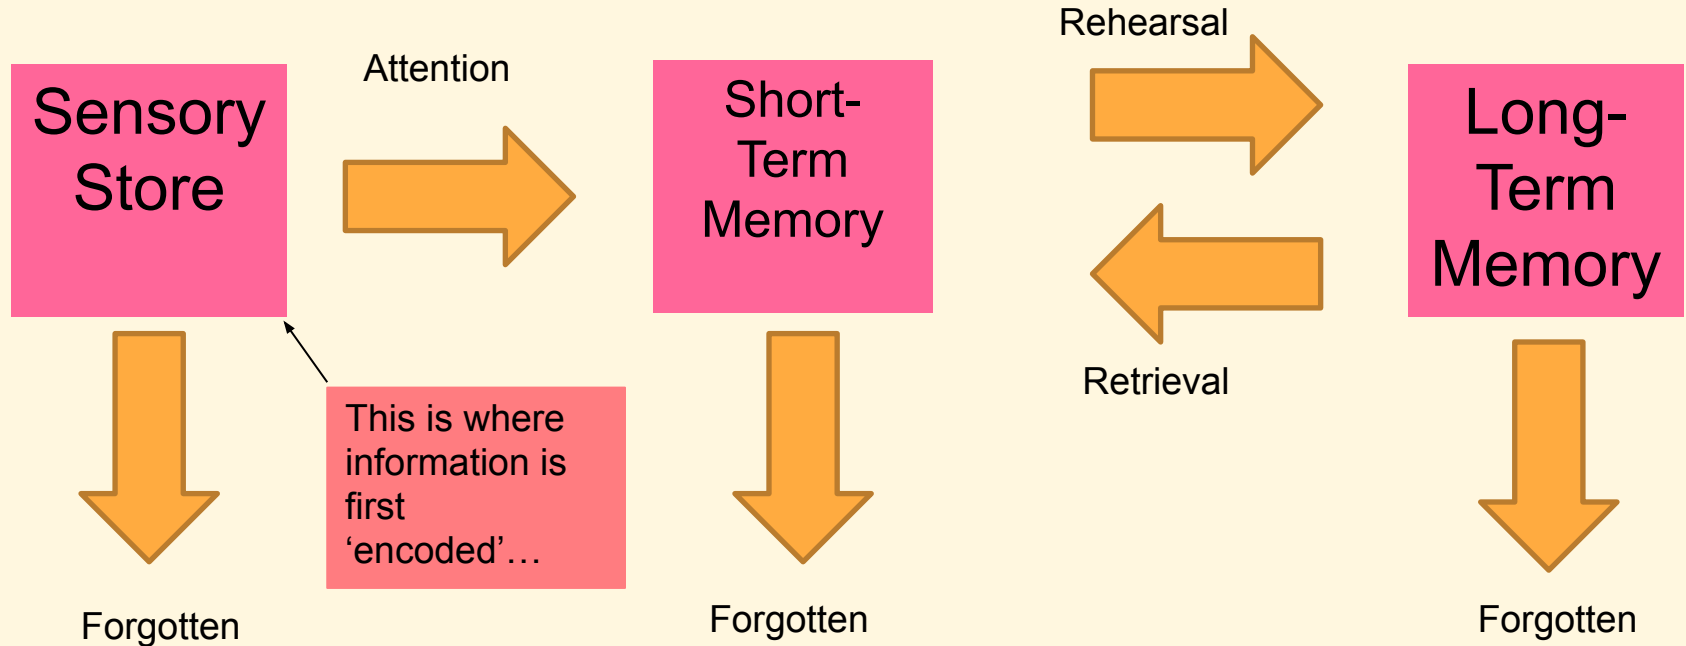 Sensory
Store
Attention
Short-
Term
Memory
Rehearsal
Retrieval
Long-
Term
Memory
This is where
information is
first
‘encoded’…
Forgotten
Forgotten
Forgotten